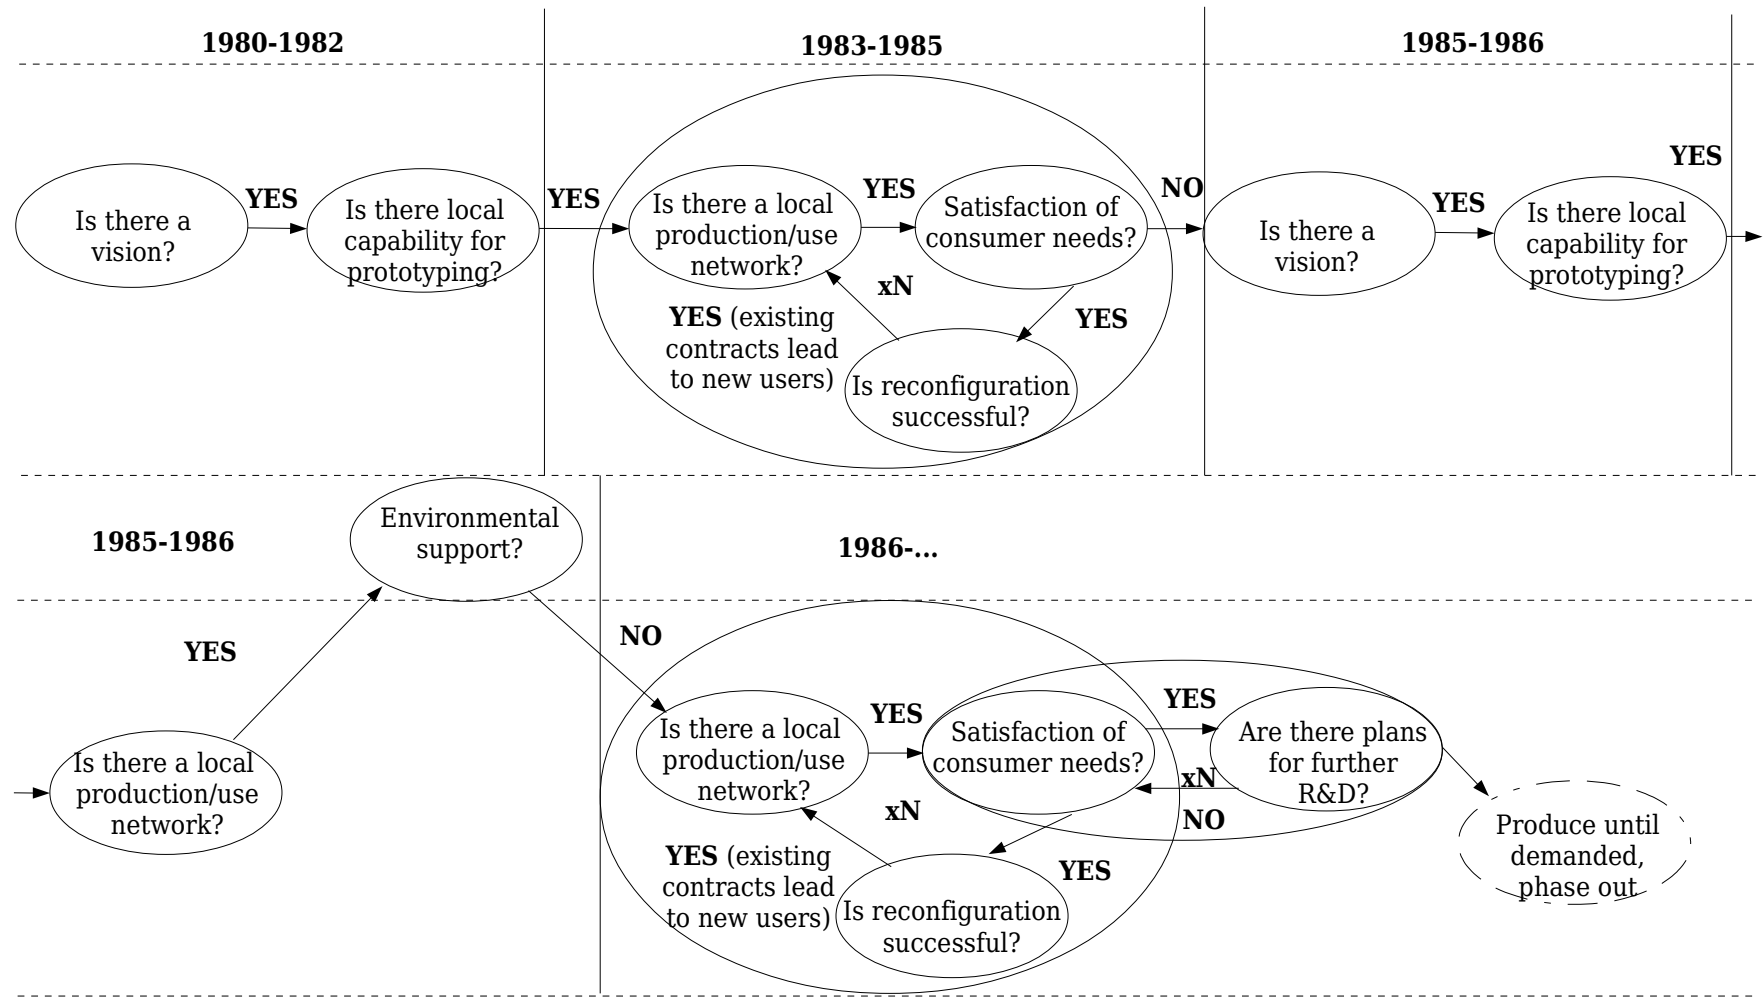 1980-1982
1983-1985
1985-1986
Is there a
vision?
YES
Is there local
capability for
prototyping?
YES
Is there a local
production/use
network?
YES
Satisfaction of
consumer needs?
xN
YES (existing
contracts lead
to new users)
YES
Is reconfiguration
successful?
NO
Is there a
vision?
YES
Is there local
capability for
prototyping?
YES
1985-1986
Environmental
support?
1986-...
YES
NO
Is there a local
production/use
network?
Is there a local
production/use
network?
YES
Satisfaction of
consumer needs?
YES
Are there plans
for further
R&D?
xN
NO
xN
YES (existing
contracts lead
to new users)
YES
Is reconfiguration
successful?
Produce until
demanded,
phase out